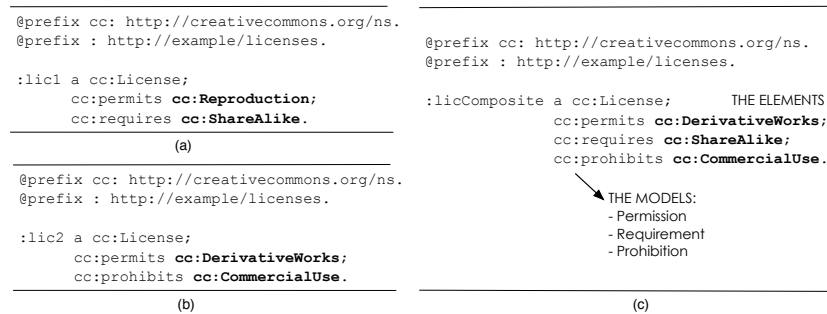 @prefix cc: http://creativecommons.org/ns.
@prefix : http://example/licenses.
:lic1 a cc:License;
cc:permits cc:Reproduction;
cc:requires cc:ShareAlike.
(a)
@prefix cc: http://creativecommons.org/ns.
@prefix : http://example/licenses.
:lic2 a cc:License;
cc:permits cc:DerivativeWorks;
cc:prohibits cc:CommercialUse.
(b)
@prefix cc: http://creativecommons.org/ns.
@prefix : http://example/licenses.
:licComposite a cc:License; THE ELEMENTS
cc:permits cc:DerivativeWorks;
cc:requires cc:ShareAlike;
cc:prohibits cc:CommercialUse.
THE MODELS:
- Permission
- Requirement
- Prohibition
(c)